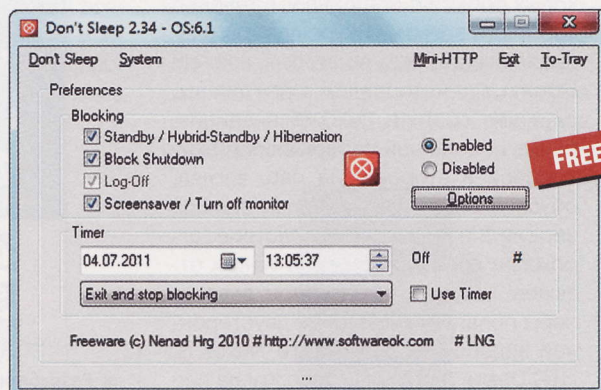 Don't Sleep 2.34 - OS:6.1
Don't Sleep System Mini-HTTP Exit To-Tray
Preferences
Blocking
Standby / Hybrid-Standby / Hibernation
Block Shutdown
Log-Off
Screensaver / Turn off monitor
Enabled
Disabled
Options
FREE
Timer
04.07.2011 13:05:37 Off #
Exit and stop blocking Use Timer
Freeware (c) Nenad Hrg 2010 # http://www.softwareok.com # LNG
...